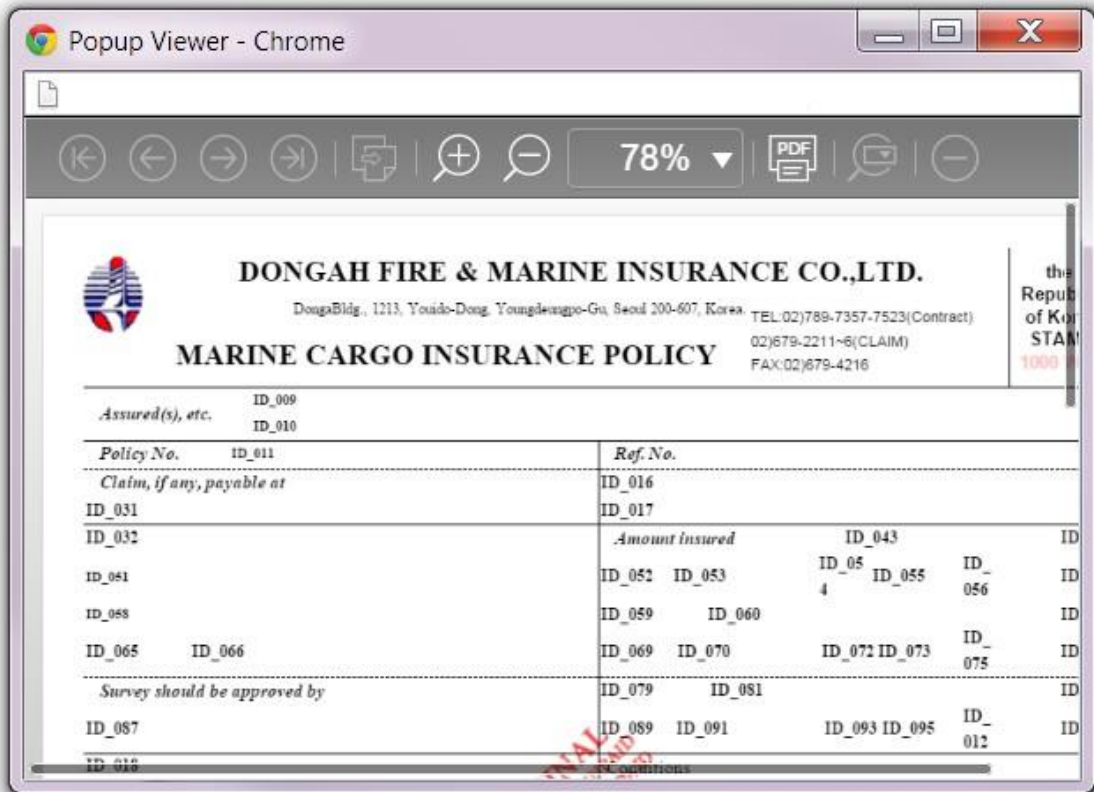 Popup Viewer - Chrome
78%
PDF
DONGAH FIRE & MARINE INSURANCE CO.,LTD.
DongaBldg., 1213, Youido-Dong, Youngdeungpo-Gu, Seoul 200-607, Korea.
TEL:02)789-7357-7523(Contract)
02)679-2211~6(CLAIM)
FAX:02)679-4216
MARINE CARGO INSURANCE POLICY
the
Repub
of Kor
STAM
1000
Assured(s), etc.
ID_009
ID_010
Policy No. ID_011 Ref. No.
Claim, if any, payable at ID_016
ID_031 ID_017
ID_032 Amount insured ID_043 ID
ID_051 ID_052 ID_053 ID_05
4 ID_055 ID_
056 ID
ID_058 ID_059 ID_060 ID
ID_065 ID_066 ID_069 ID_070 ID_072 ID_073 ID_
075 ID
Survey should be approved by ID_079 ID_081 ID
ID_087 ID_089 ID_091 ID_093 ID_095 ID_
012 ID
ID_018 Conditions